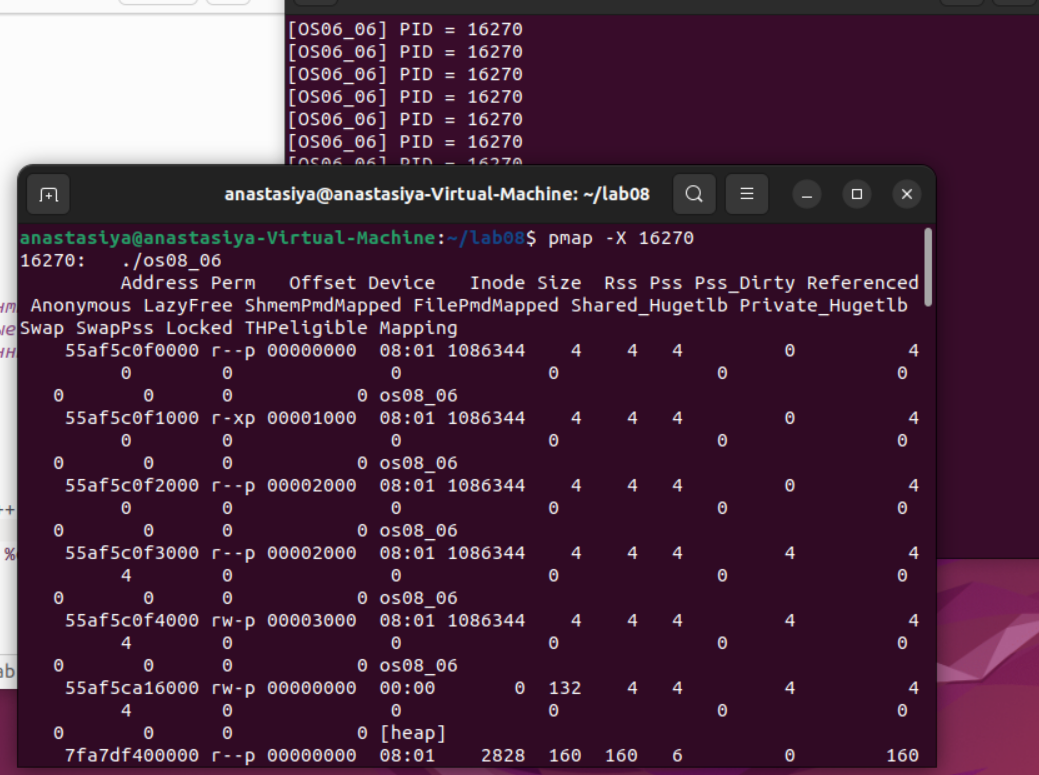 [OS06_06] PID = 16270
[OS06_06] PID = 16270
[OS06_06] PID = 16270
[OS06_06] PID = 16270
[OS06_06] PID = 16270
[OS06_06] PID = 16270
[OS06_06] PID = 16270
anastasiya@anastasiya-Virtual-Machine: ~/lab08
anastasiya@anastasiya-Virtual-Machine:~/lab08$ pmap -X 16270
16270:   ./os08_06
         Address Perm   Offset Device   Inode Size  Rss Pss Pss_Dirty Referenced
 Anonymous LazyFree ShmemPmdMapped FilePmdMapped Shared_Hugetlb Private_Hugetlb
Swap SwapPss Locked THPeligible Mapping
    55af5c0f0000 r--p 00000000  08:01 1086344    4    4   4         0          4
         0        0              0             0              0               0
   0       0      0           0 os08_06
    55af5c0f1000 r-xp 00001000  08:01 1086344    4    4   4         0          4
         0        0              0             0              0               0
   0       0      0           0 os08_06
    55af5c0f2000 r--p 00002000  08:01 1086344    4    4   4         0          4
         0        0              0             0              0               0
   0       0      0           0 os08_06
    55af5c0f3000 r--p 00002000  08:01 1086344    4    4   4         4          4
         4        0              0             0              0               0
   0       0      0           0 os08_06
    55af5c0f4000 rw-p 00003000  08:01 1086344    4    4   4         4          4
         4        0              0             0              0               0
   0       0      0           0 os08_06
    55af5ca16000 rw-p 00000000  00:00       0  132    4   4         4          4
         4        0              0             0              0               0
   0       0      0           0 [heap]
    7fa7df400000 r--p 00000000  08:01    2828  160  160   6         0        160